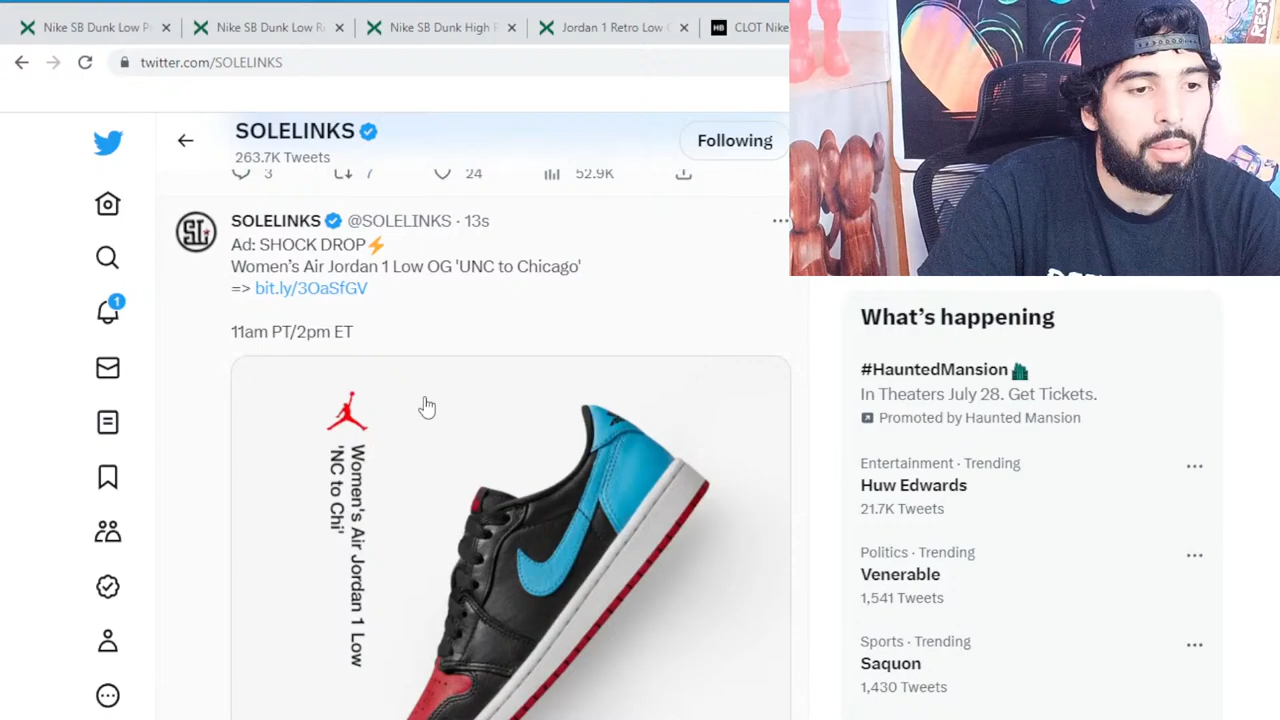 Nike SB Dunk Low P
Nike SB Dunk Low Ri
Nike SB Dunk High F
Jordan 1 Retro Low
HB
CLOT Nike
twitter.com/SOLELINKS
SOLELINKS
Following
263.7K Tweets
3
7
24
52.9K
SL
SOLELINKS @SOLELINKS · 13s
Ad: SHOCK DROP⚡
Women's Air Jordan 1 Low OG 'UNC to Chicago'
=> bit.ly/3OaSfGV
11am PT/2pm ET
Women's Air Jordan 1 Low
'NC to Chi'
1
What's happening
#HauntedMansion
In Theaters July 28. Get Tickets.
Promoted by Haunted Mansion
Entertainment · Trending
Huw Edwards
21.7K Tweets
Politics · Trending
Venerable
1,541 Tweets
Sports · Trending
Saquon
1,430 Tweets